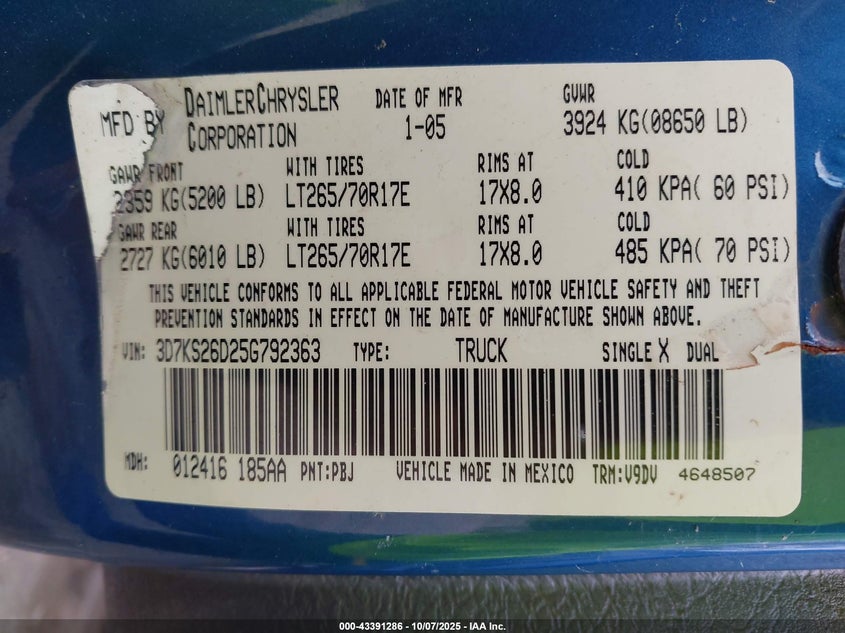 MFD BY DAIMLERCHRYSLER CORPORATION DATE OF MFR 1-05 GVWR 3924 KG(08650 LB)
GAWR FRONT WITH TIRES RIMS AT COLD
2359 KG(5200 LB) LT265/70R17E 17X8.0 410 KPA( 60 PSI)
GAWR REAR WITH TIRES RIMS AT COLD
2727 KG(6010 LB) LT265/70R17E 17X8.0 485 KPA( 70 PSI)
THIS VEHICLE CONFORMS TO ALL APPLICABLE FEDERAL MOTOR VEHICLE SAFETY AND THEFT
PREVENTION STANDARDS IN EFFECT ON THE DATE OF MANUFACTURE SHOWN ABOVE.
VIN: 3D7KS26D25G792363 TYPE: TRUCK SINGLE X DUAL
MDH: 012416 185AA PNT:PBJ VEHICLE MADE IN MEXICO TRM:V9DV 4648507
000-43391286 - 10/07/2025 - IAA Inc.